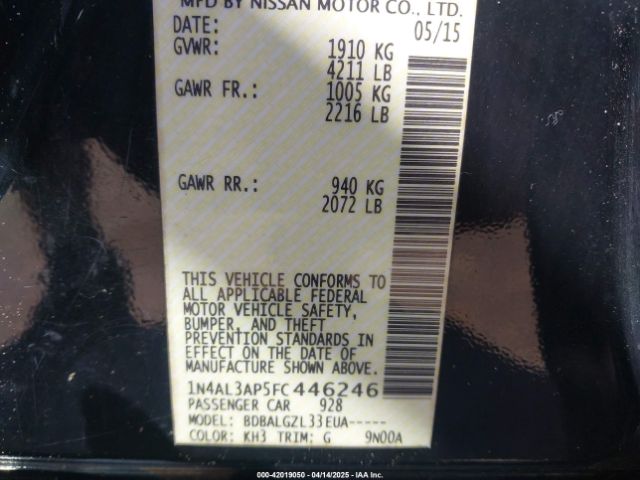 MFD BY NISSAN MOTOR CO., LTD.
DATE: 05/15
GVWR: 1910 KG
4211 LB
GAWR FR.: 1005 KG
2216 LB
GAWR RR.: 940 KG
2072 LB
THIS VEHICLE CONFORMS TO
ALL APPLICABLE FEDERAL
MOTOR VEHICLE SAFETY,
BUMPER, AND THEFT
PREVENTION STANDARDS IN
EFFECT ON THE DATE OF
MANUFACTURE SHOWN ABOVE.
1N4AL3AP5FC446246
PASSENGER CAR 928
MODEL: BDBALGZL33EUA-----
COLOR: KH3 TRIM: G 9N00A
000-42019050 - 04/14/2025 - IAA Inc.